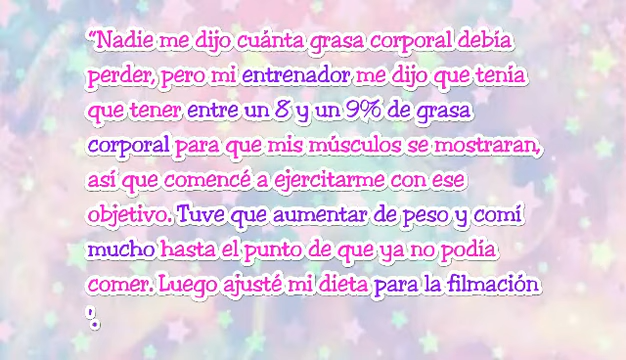 “Nadie me dijo cuánta grasa corporal debía
perder, pero mi entrenador me dijo que tenía
que tener entre un 8 y un 9% de grasa
corporal para que mis músculos se mostraran,
así que comencé a ejercitarme con ese
objetivo. Tuve que aumentar de peso y comí
mucho hasta el punto de que ya no podía
comer. Luego ajusté mi dieta para la filmación
'.